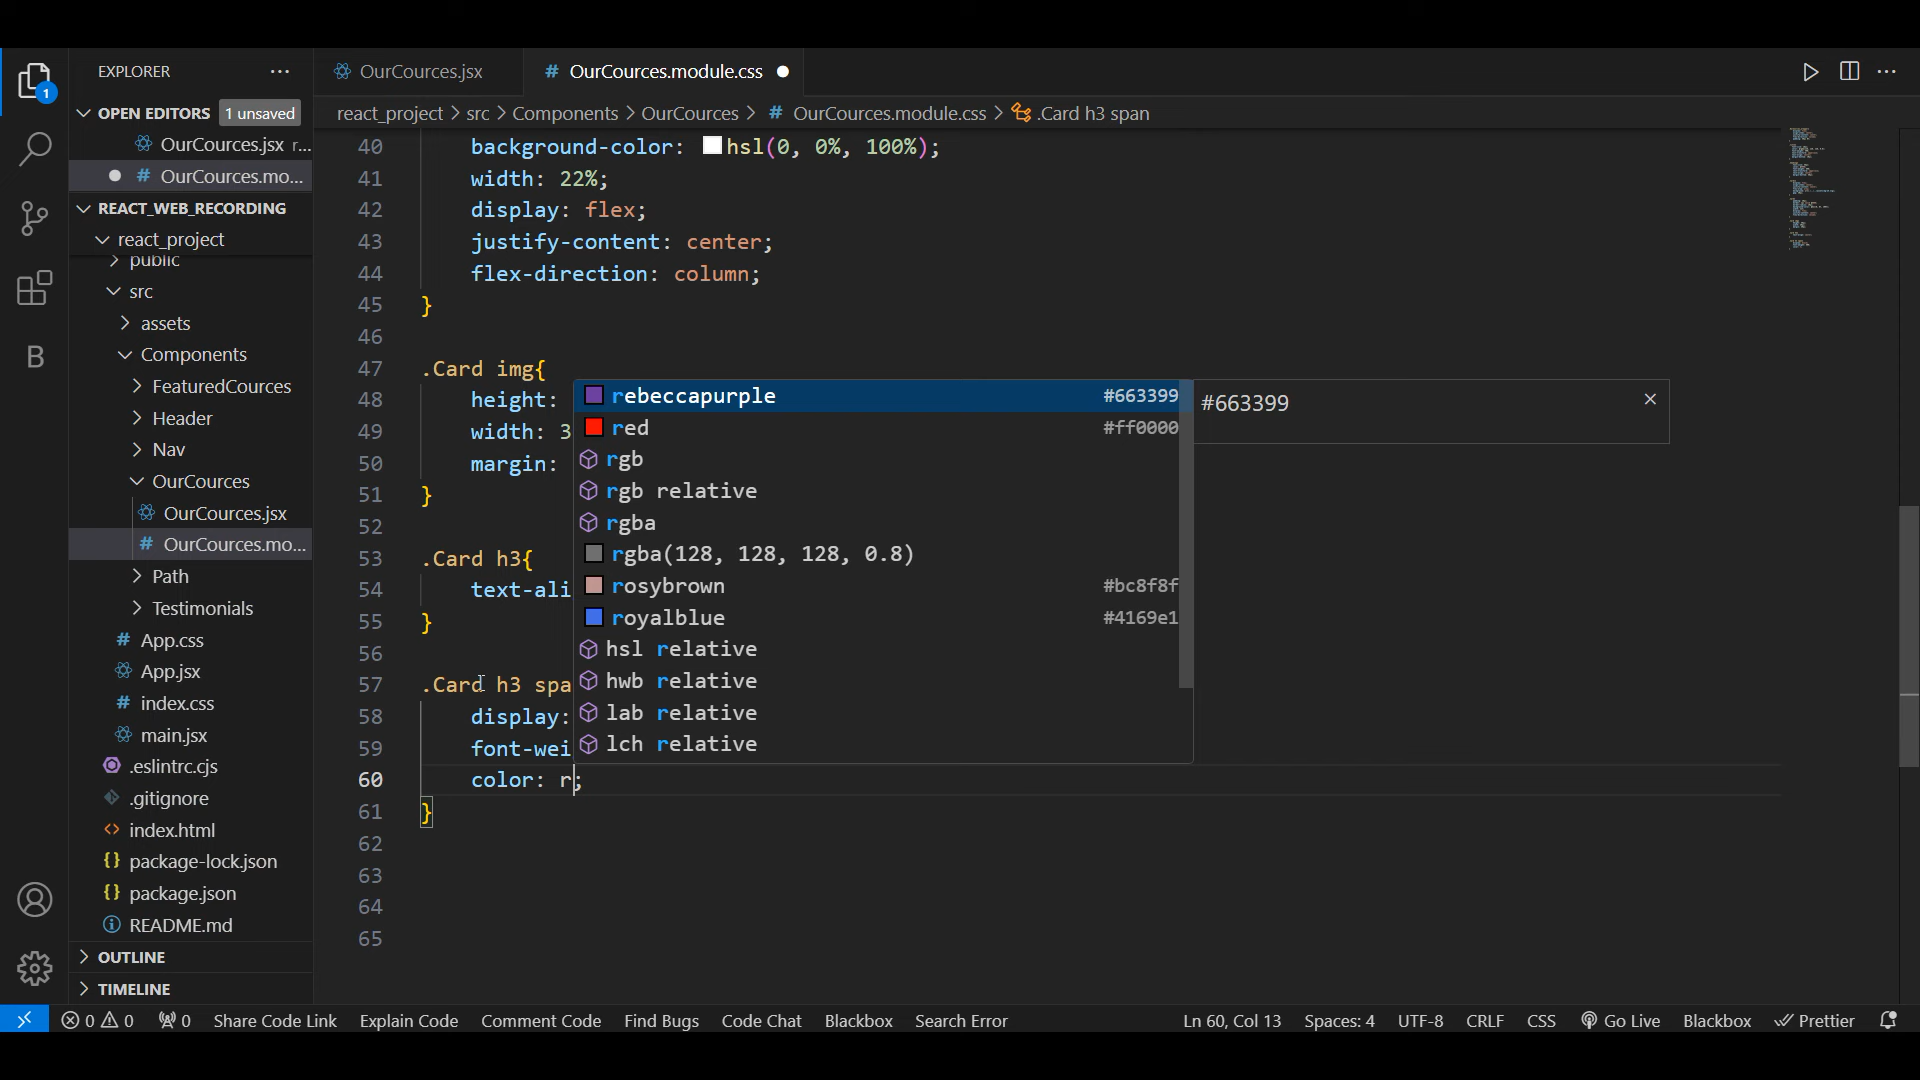 EXPLORER
OurCources.jsx
# OurCources.module.css
OPEN EDITORS 1 unsaved
react_project > src > Components > OurCources > # OurCources.module.css > .Card h3 span
OurCources.jsx r...
# OurCources.mo...
REACT_WEB_RECORDING
react_project
public
src
assets
Components
FeaturedCources
Header
Nav
OurCources
OurCources.jsx
# OurCources.mo...
Path
Testimonials
# App.css
App.jsx
# index.css
main.jsx
.eslintrc.cjs
.gitignore
<> index.html
{} package-lock.json
{} package.json
README.md
OUTLINE
TIMELINE
1
B
40 background-color: hsl(0, 0%, 100%);
41 width: 22%;
42 display: flex;
43 justify-content: center;
44 flex-direction: column;
45 }
46
47 .Card img{
48 height:
49 width: 3
50 margin:
51 }
52
53 .Card h3{
54 text-ali
55 }
56
57 .Card h3 spa
58 display:
59 font-wei
60 color: r;
61 }
62
63
64
65
rebeccapurple #663399
red #ff0000
rgb
rgb relative
rgba
rgba(128, 128, 128, 0.8)
rosybrown #bc8f8f
royalblue #4169e1
hsl relative
hwb relative
lab relative
lch relative
#663399
0 0 0 Share Code Link Explain Code Comment Code Find Bugs Code Chat Blackbox Search Error Ln 60, Col 13 Spaces: 4 UTF-8 CRLF CSS Go Live Blackbox Prettier